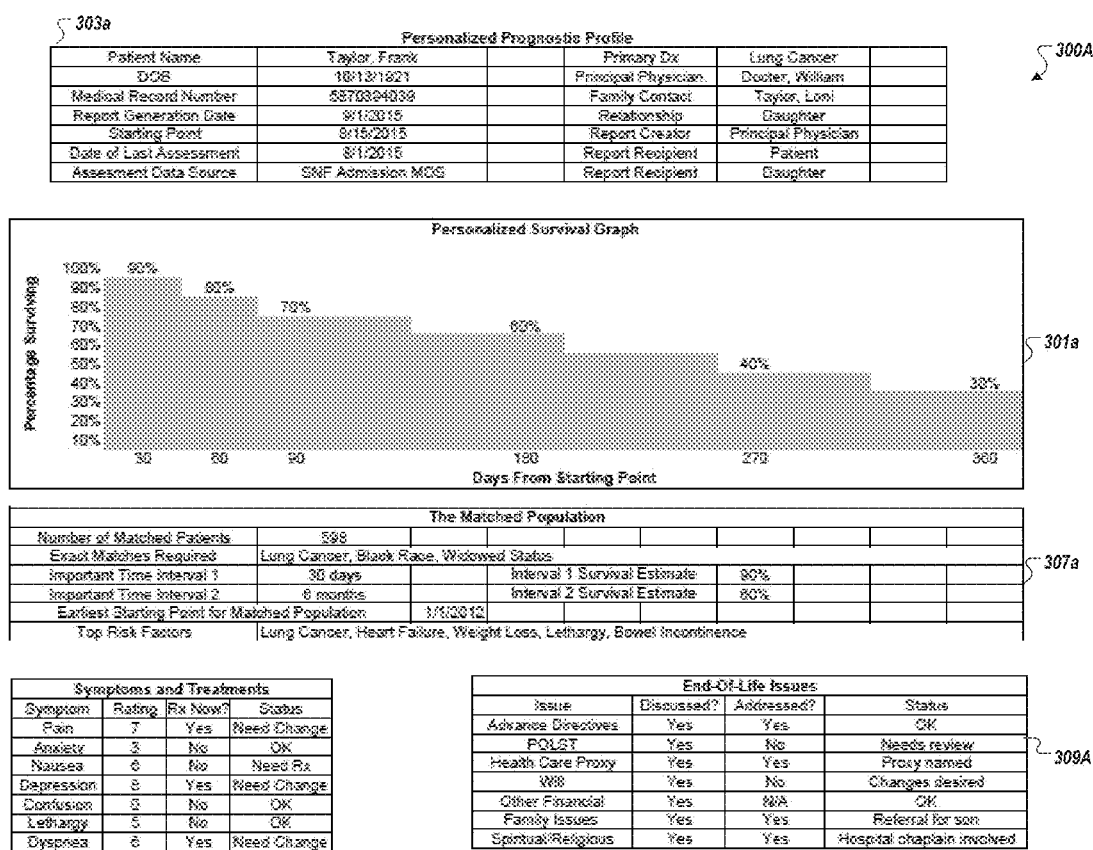 303a
300A
Personalized Prognostic Profile
Patient Name Taylor, Frank Primary Dx Lung Cancer
DOB 10/13/1921 Principal Physician Docter, William
Medical Record Number Family Contact Taylor, Loni
Report Generation Date 9/1/2015 Relationship Daughter
Starting Point 8/15/2015 Report Creator Principal Physician
Date of Last Assessment 8/1/2015 Report Recipient Patient
Assesment Data Source SNF Admission MDS Report Recipient Daughter
Personalized Survival Graph
Percentage Surviving
100% 90%
90% 80%
80% 70%
70% 60%
60%
50% 40%
40% 30%
30%
20%
10%
30 60 90 180 270 360
Days From Starting Point
301a
The Matched Population
Number of Matched Patients 598
Exact Matches Required Lung Cancer, Black Race, Widowed Status
Important Time Interval 1 30 days Interval 1 Survival Estimate 90%
Important Time Interval 2 6 months Interval 2 Survival Estimate 60%
Earliest Starting Point for Matched Population 1/1/2012
Top Risk Factors Lung Cancer, Heart Failure, Weight Loss, Lethargy, Bowel Incontinence
307a
Symptoms and Treatments
Symptom Rating Rx Now? Status
Pain 7 Yes Need Change
Anxiety 3 No OK
Nausea 6 No Need Rx
Depression 8 Yes Need Change
Confusion No OK
Lethargy 5 No OK
Dyspnea 6 Yes Need Change
End-Of-Life Issues
Issue Discussed? Addressed? Status
Advance Directives Yes Yes OK
POLST Yes No Needs review
Health Care Proxy Yes Yes Proxy named
Will Yes No Changes desired
Other Financial Yes N/A OK
Family Issues Yes Yes Referral for son
Spiritual/Religious Yes Yes Hospital chaplain involved
309A